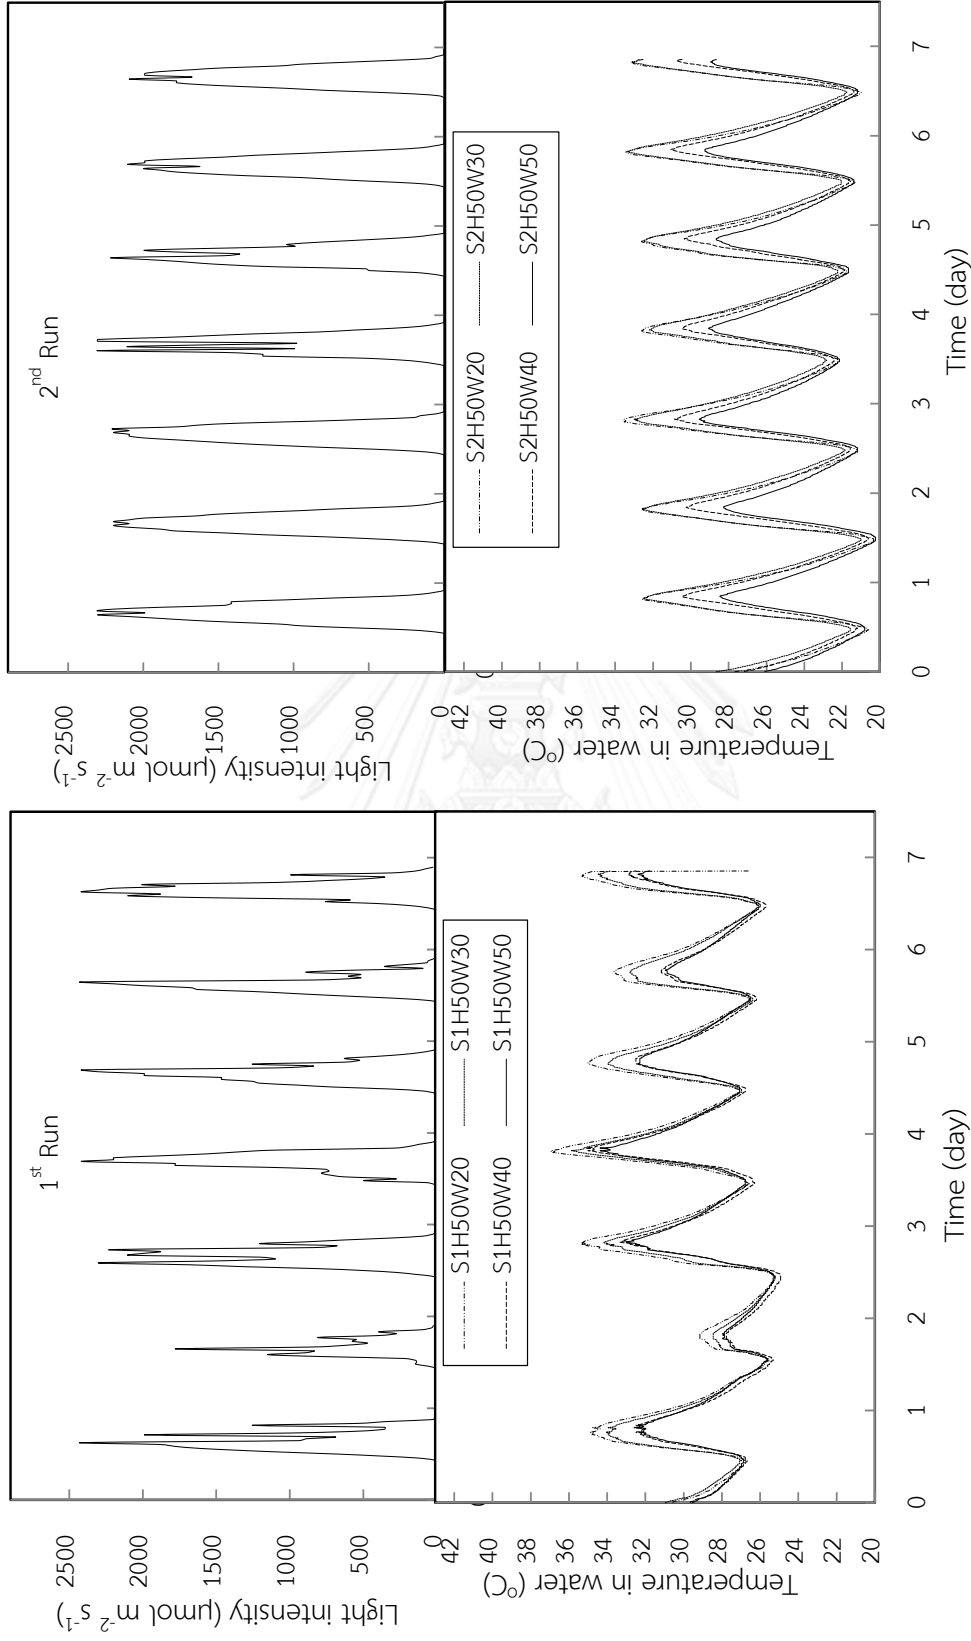 1st Run
Light intensity (µmol m-2 s-1)
2500
2000
1500
1000
500
0
S1H50W20
S1H50W30
S1H50W40
S1H50W50
Temperature in water (ºC)
42
40
38
36
34
32
30
28
26
24
22
20
0 1 2 3 4 5 6 7
Time (day)
2nd Run
Light intensity (µmol m-2 s-1)
2500
2000
1500
1000
500
0
S2H50W20
S2H50W30
S2H50W40
S2H50W50
Temperature in water (ºC)
42
40
38
36
34
32
30
28
26
24
22
20
0 1 2 3 4 5 6 7
Time (day)